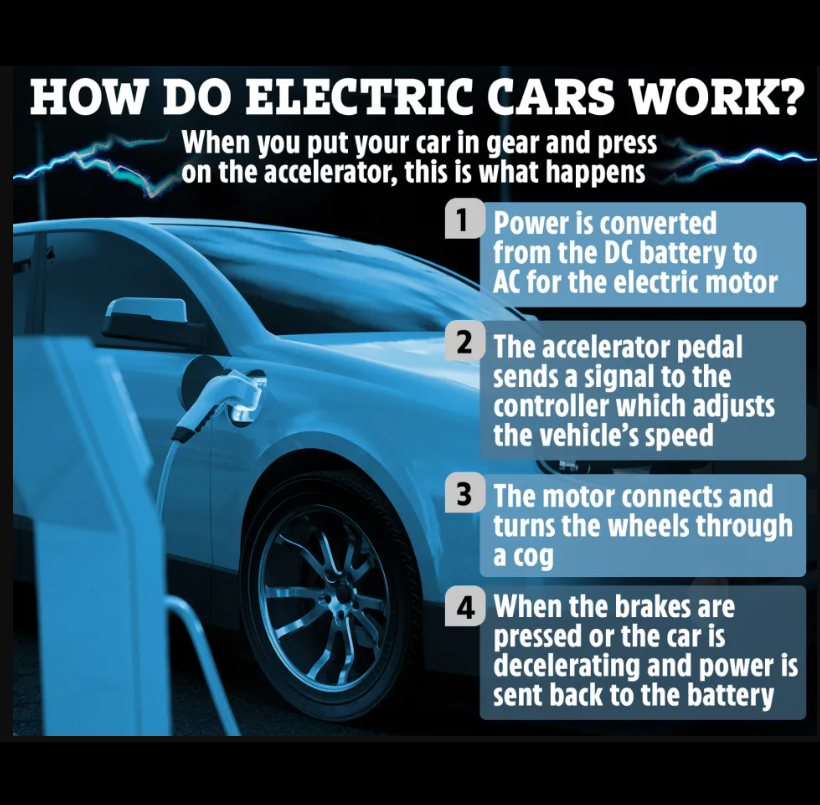 HOW DO ELECTRIC CARS WORK?
When you put your car in gear and press
on the accelerator, this is what happens
1
Power is converted
from the DC battery to
AC for the electric motor
2
The accelerator pedal
sends a signal to the
controller which adjusts
the vehicle's speed
3
The motor connects and
turns the wheels through
a cog
4
When the brakes are
pressed or the car is
decelerating and power is
sent back to the battery